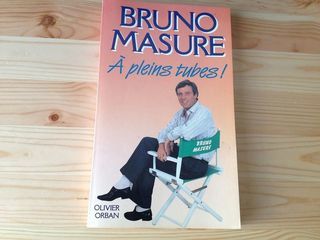 BRUNO
MASURE
À pleins tubes!
BRUNO
MASURE
OLIVIER
ORBAN